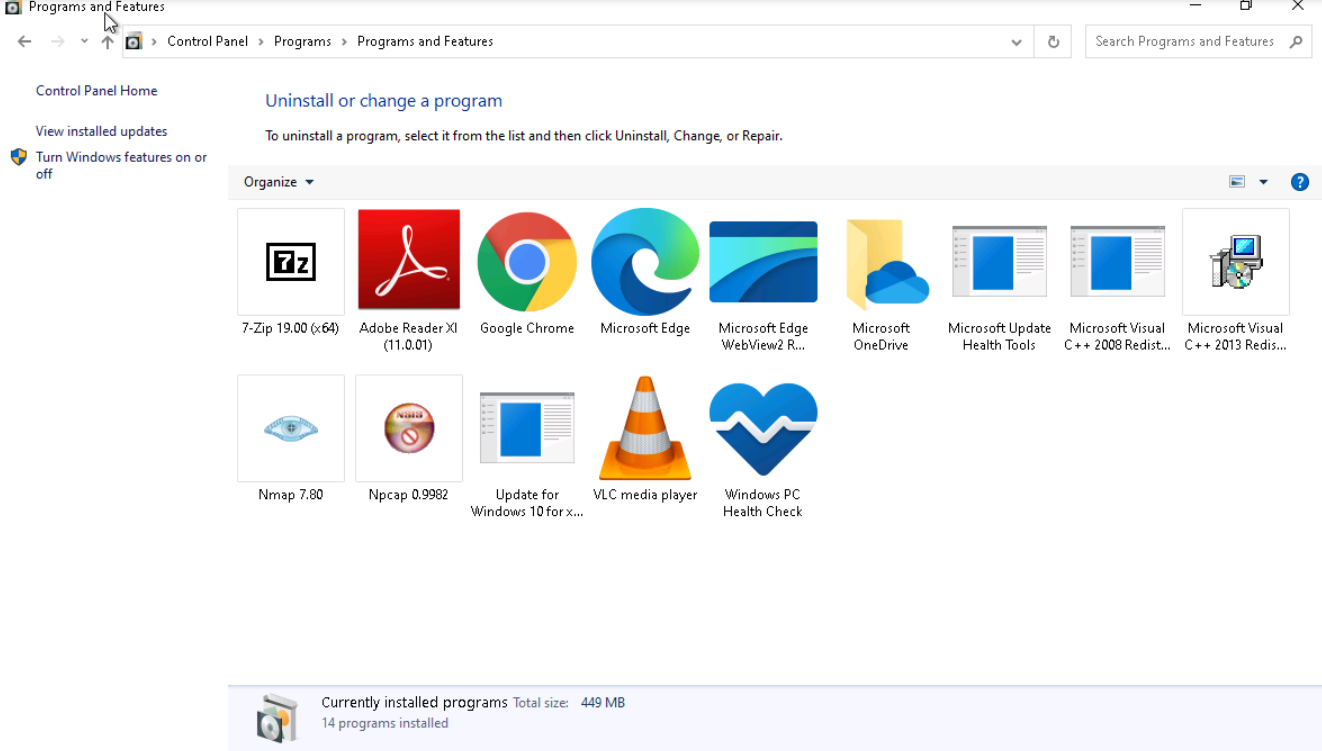 Programs and Features
Control Panel > Programs > Programs and Features
Search Programs and Features
Control Panel Home
View installed updates
Turn Windows features on or
off
Uninstall or change a program
To uninstall a program, select it from the list and then click Uninstall, Change, or Repair.
Organize
7z
7-Zip 19.00 (x64)
Adobe Reader XI
(11.0.01)
Google Chrome
Microsoft Edge
Microsoft Edge
WebView2 R...
Microsoft
OneDrive
Microsoft Update
Health Tools
Microsoft Visual
C++ 2008 Redist...
Microsoft Visual
C++ 2013 Redis...
Nmap 7.80
Npcap 0.9982
Update for
Windows 10 for x...
VLC media player
Windows PC
Health Check
Currently installed programs Total size: 449 MB
14 programs installed